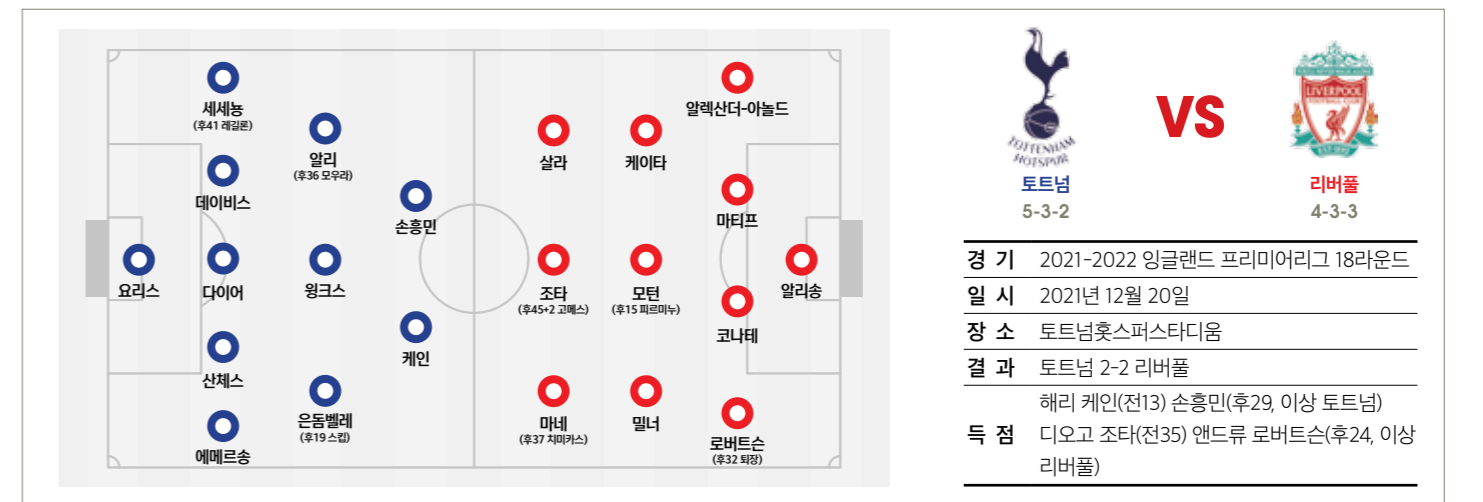 세세뇽
(후41 레길론)
알리
(후36 모우라)
데이비스
손흥민
요리스
다이어
윙크스
케인
산체스
은돔벨레
(후19 스킵)
에메르송
알렉산더-아놀드
살라
케이타
마티프
조타
(후45+2 고메스)
모턴
(후15 피르미누)
알리송
코나테
마네
(후37 치미카스)
밀너
로버트슨
(후32 퇴장)
TOTTENHAM
HOTSPUR
VS
LIVERPOOL
FOOTBALL CLUB
EST·1892
토트넘
5-3-2
리버풀
4-3-3
경 기 2021-2022 잉글랜드 프리미어리그 18라운드
일 시 2021년 12월 20일
장 소 토트넘홋스퍼스타디움
결 과 토트넘 2-2 리버풀
득 점 해리 케인(전13) 손흥민(후29, 이상 토트넘)
디오고 조타(전35) 앤드류 로버트슨(후24, 이상
리버풀)